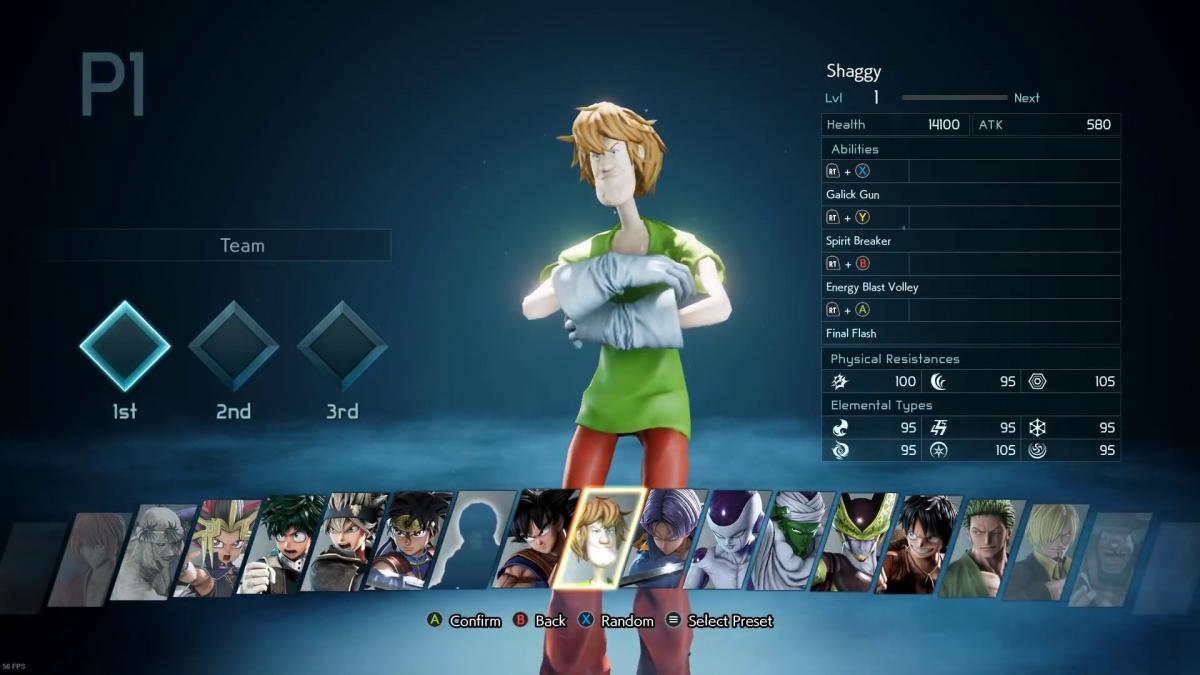 P1
Team
1st 2nd 3rd
Shaggy
Lvl 1 Next
Health 14100 ATK 580
Abilities
RT + X
Galick Gun
RT + Y
Spirit Breaker
RT + B
Energy Blast Volley
RT + A
Final Flash
Physical Resistances
100 95 105
Elemental Types
95 95 95
95 105 95
A Confirm B Back X Random Select Preset
56 FPS